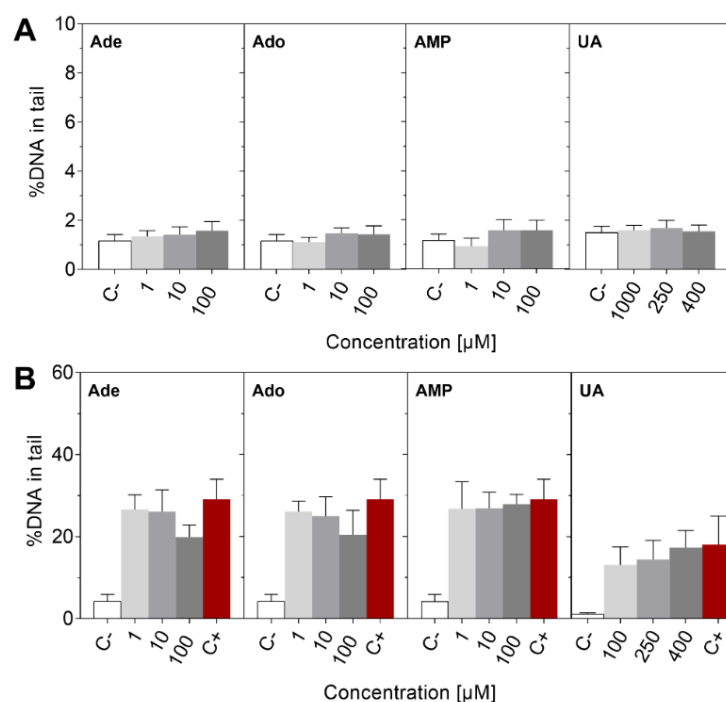 A
Ade Ado AMP UA
%DNA in tail
10
8
6
4
2
0
C- 1 10 100 C- 1 10 100 C- 1 10 100 C- 1000 250 400
Concentration [µM]
B
Ade Ado AMP UA
%DNA in tail
60
40
20
0
C- 1 10 100 C+ C- 1 10 100 C+ C- 1 10 100 C+ C- 100 250 400 C+
Concentration [µM]